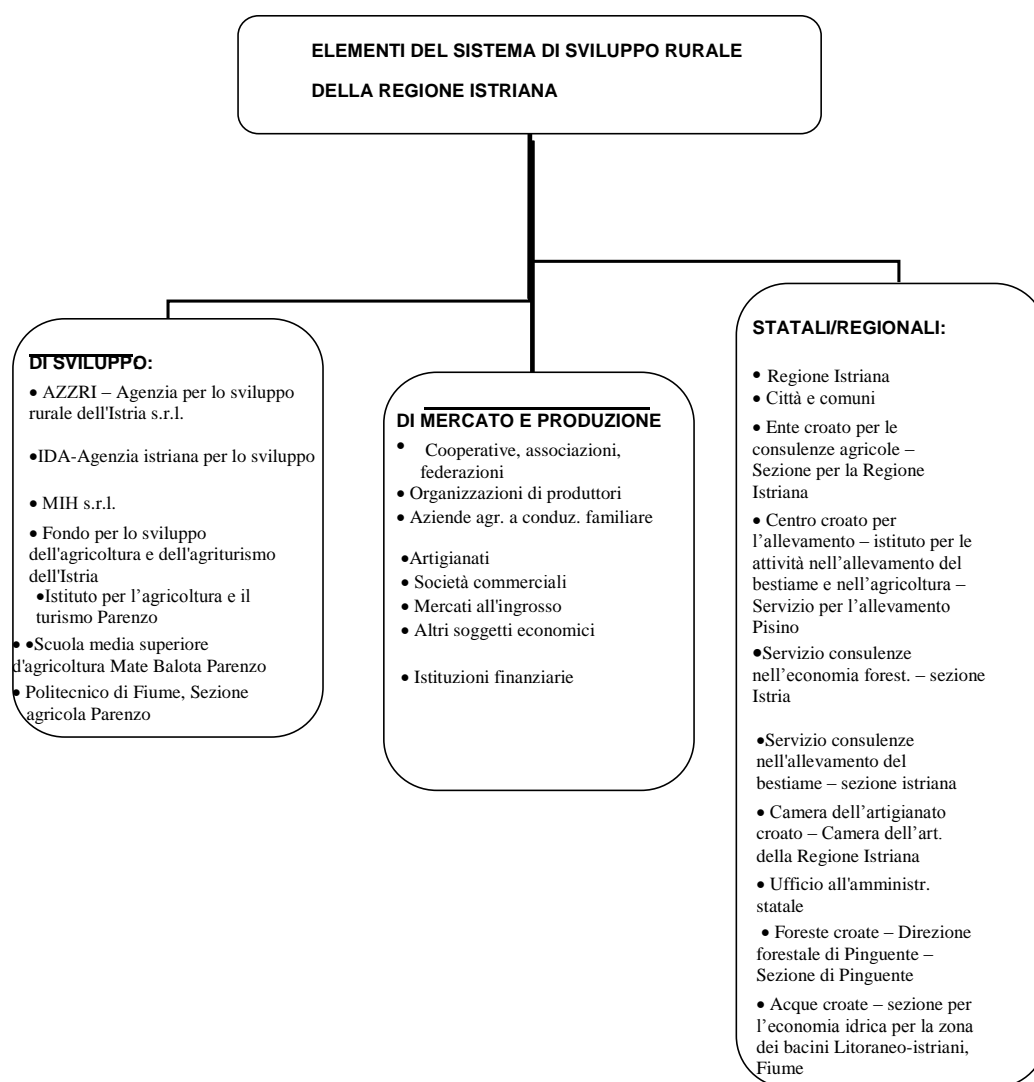 ELEMENTI DEL SISTEMA DI SVILUPPO RURALE
DELLA REGIONE ISTRIANA
DI SVILUPPO:
• AZZRI – Agenzia per lo sviluppo
rurale dell'Istria s.r.l.
•IDA-Agenzia istriana per lo sviluppo
• MIH s.r.l.
• Fondo per lo sviluppo
dell'agricoltura e dell'agriturismo
dell'Istria
•Istituto per l’agricoltura e il
turismo Parenzo
• •Scuola media superiore
d'agricoltura Mate Balota Parenzo
• Politecnico di Fiume, Sezione
agricola Parenzo
DI MERCATO E PRODUZIONE
• Cooperative, associazioni,
federazioni
• Organizzazioni di produttori
• Aziende agr. a conduz. familiare
•Artigianati
• Società commerciali
• Mercati all'ingrosso
• Altri soggetti economici
• Istituzioni finanziarie
STATALI/REGIONALI:
• Regione Istriana
• Città e comuni
• Ente croato per le
consulenze agricole –
Sezione per la Regione
Istriana
• Centro croato per
l’allevamento – istituto per le
attività nell’allevamento del
bestiame e nell’agricoltura –
Servizio per l’allevamento
Pisino
•Servizio consulenze
nell’economia forest. – sezione
Istria
•Servizio consulenze
nell'allevamento del
bestiame – sezione istriana
• Camera dell’artigianato
croato – Camera dell’art.
della Regione Istriana
• Ufficio all'amministr.
statale
• Foreste croate – Direzione
forestale di Pinguente –
Sezione di Pinguente
• Acque croate – sezione per
l’economia idrica per la zona
dei bacini Litoraneo-istriani,
Fiume